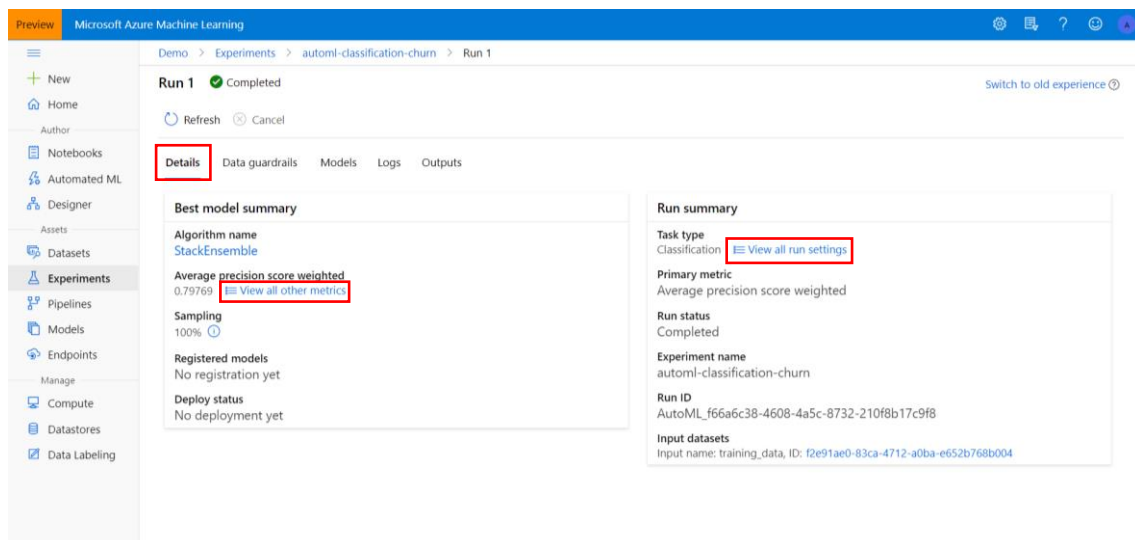 Preview Microsoft Azure Machine Learning
A
Demo > Experiments > automl-classification-churn > Run 1
New
Home
Author
Notebooks
Automated ML
Designer
Assets
Datasets
Experiments
Pipelines
Models
Endpoints
Manage
Compute
Datastores
Data Labeling
Run 1 Completed
Switch to old experience
Refresh Cancel
Details Data guardrails Models Logs Outputs
Best model summary
Algorithm name
StackEnsemble
Average precision score weighted
0.79769 View all other metrics
Sampling
100%
Registered models
No registration yet
Deploy status
No deployment yet
Run summary
Task type
Classification View all run settings
Primary metric
Average precision score weighted
Run status
Completed
Experiment name
automl-classification-churn
Run ID
AutoML_f66a6c38-4608-4a5c-8732-210f8b17c9f8
Input datasets
Input name: training_data, ID: f2e91ae0-83ca-4712-a0ba-e652b768b004